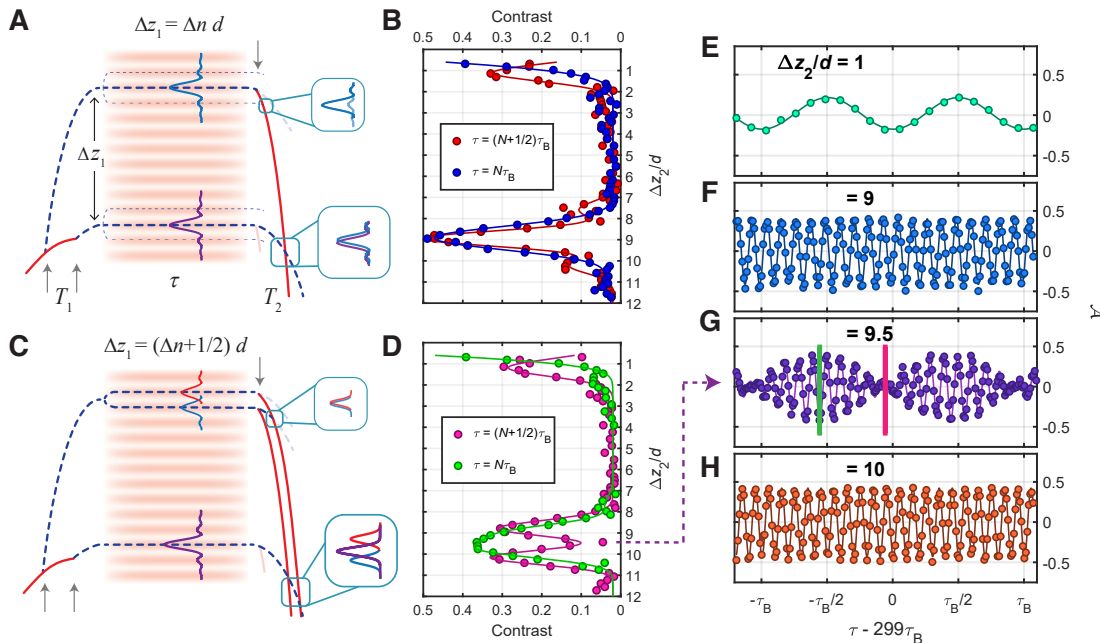 A
Δz₁ = Δn d
Δz₁
T₁
τ
T₂
B
Contrast
0.4 0.3 0.2 0.1 0
τ = (N+1/2)τ_B
τ = Nτ_B
1
2
3
4
5
6
7
8
9
10
11
12
Δz₂/d
C
Δz₁ = (Δn+1/2) d
D
τ = (N+1/2)τ_B
τ = Nτ_B
1
2
3
4
5
6
7
8
9
10
11
12
Δz₂/d
0.5 0.4 0.3 0.2 0.1 0
Contrast
E
Δz₂/d = 1
0.5
0
-0.5
F
= 9
0.5
0
-0.5
G
= 9.5
0.5
0
-0.5
H
= 10
0.5
0
-0.5
𝒜
-τ_B -τ_B/2 0 τ_B/2 τ_B
τ - 299τ_B